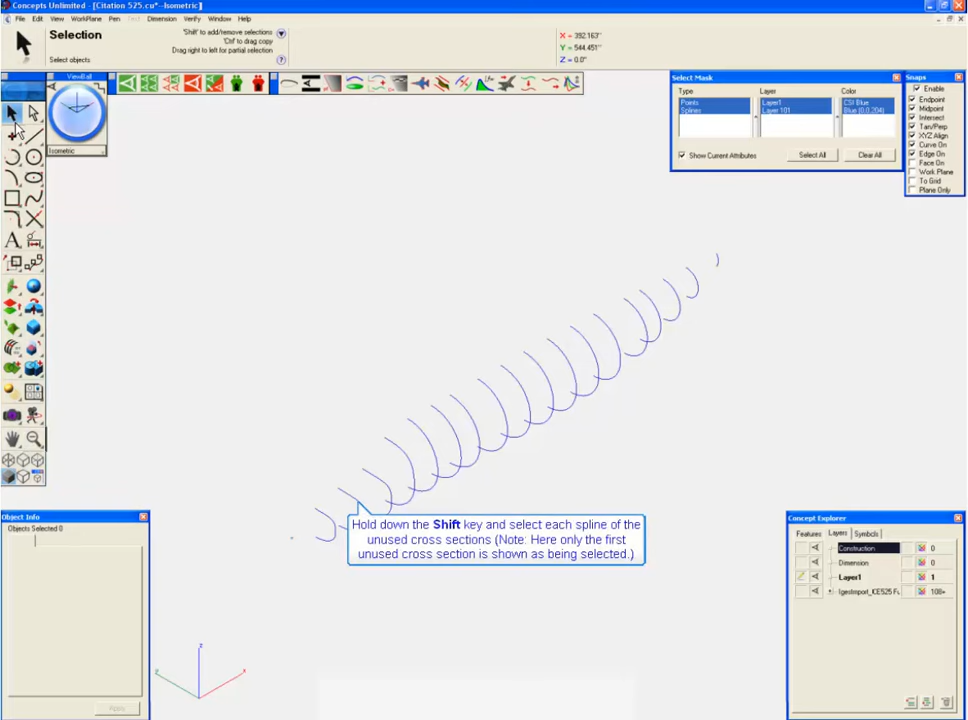 Concepts Unlimited - [Citation 525.cu*--Isometric]
File Edit View WorkPlane Pen Text Dimension Verify Window Help
Selection
'Shift' to add/remove selections
'Ctrl' to drag copy
Drag right to left for partial selection
Select objects
X = 392.163"
Y = 544.451"
Z = 0.0"
ViewBall
Isometric
Select Mask
Type Layer Color
Points Layer1 CSI Blue
Splines Layer 101 Blue (0,0,204)
Show Current Attributes Select All Clear All
Snaps
Enable
Endpoint
Midpoint
Intersect
Tan/Perp
XYZ Align
Curve On
Edge On
Face On
Work Plane
To Grid
Plane Only
Hold down the Shift key and select each spline of the
unused cross sections (Note: Here only the first
unused cross section is shown as being selected.)
Object Info
Objects Selected 0
Apply
Concept Explorer
Features Layers Symbols
Construction 0
Dimension 0
Layer1 1
IgesImport_ICE525 Fu 108+
z
y
x